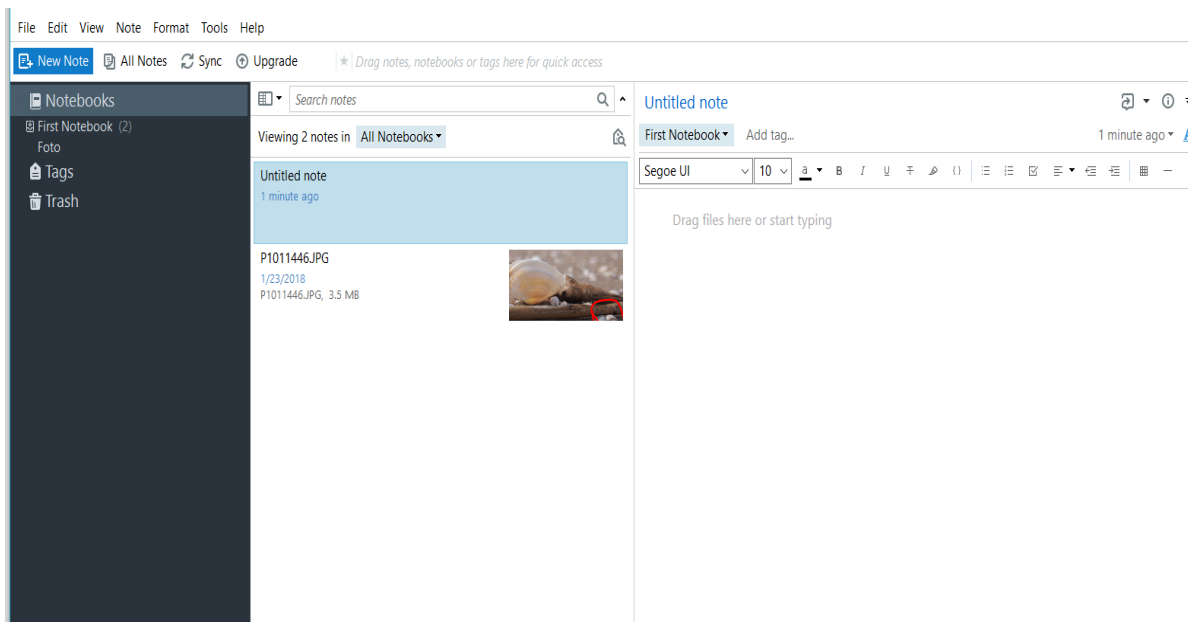 File Edit View Note Format Tools Help
New Note All Notes Sync Upgrade Drag notes, notebooks or tags here for quick access
Notebooks
First Notebook (2)
Foto
Tags
Trash
Search notes
Viewing 2 notes in All Notebooks
Untitled note
1 minute ago
P1011446.JPG
1/23/2018
P1011446.JPG, 3.5 MB
Untitled note
First Notebook Add tag... 1 minute ago
Segoe UI 10 a B I U T
Drag files here or start typing